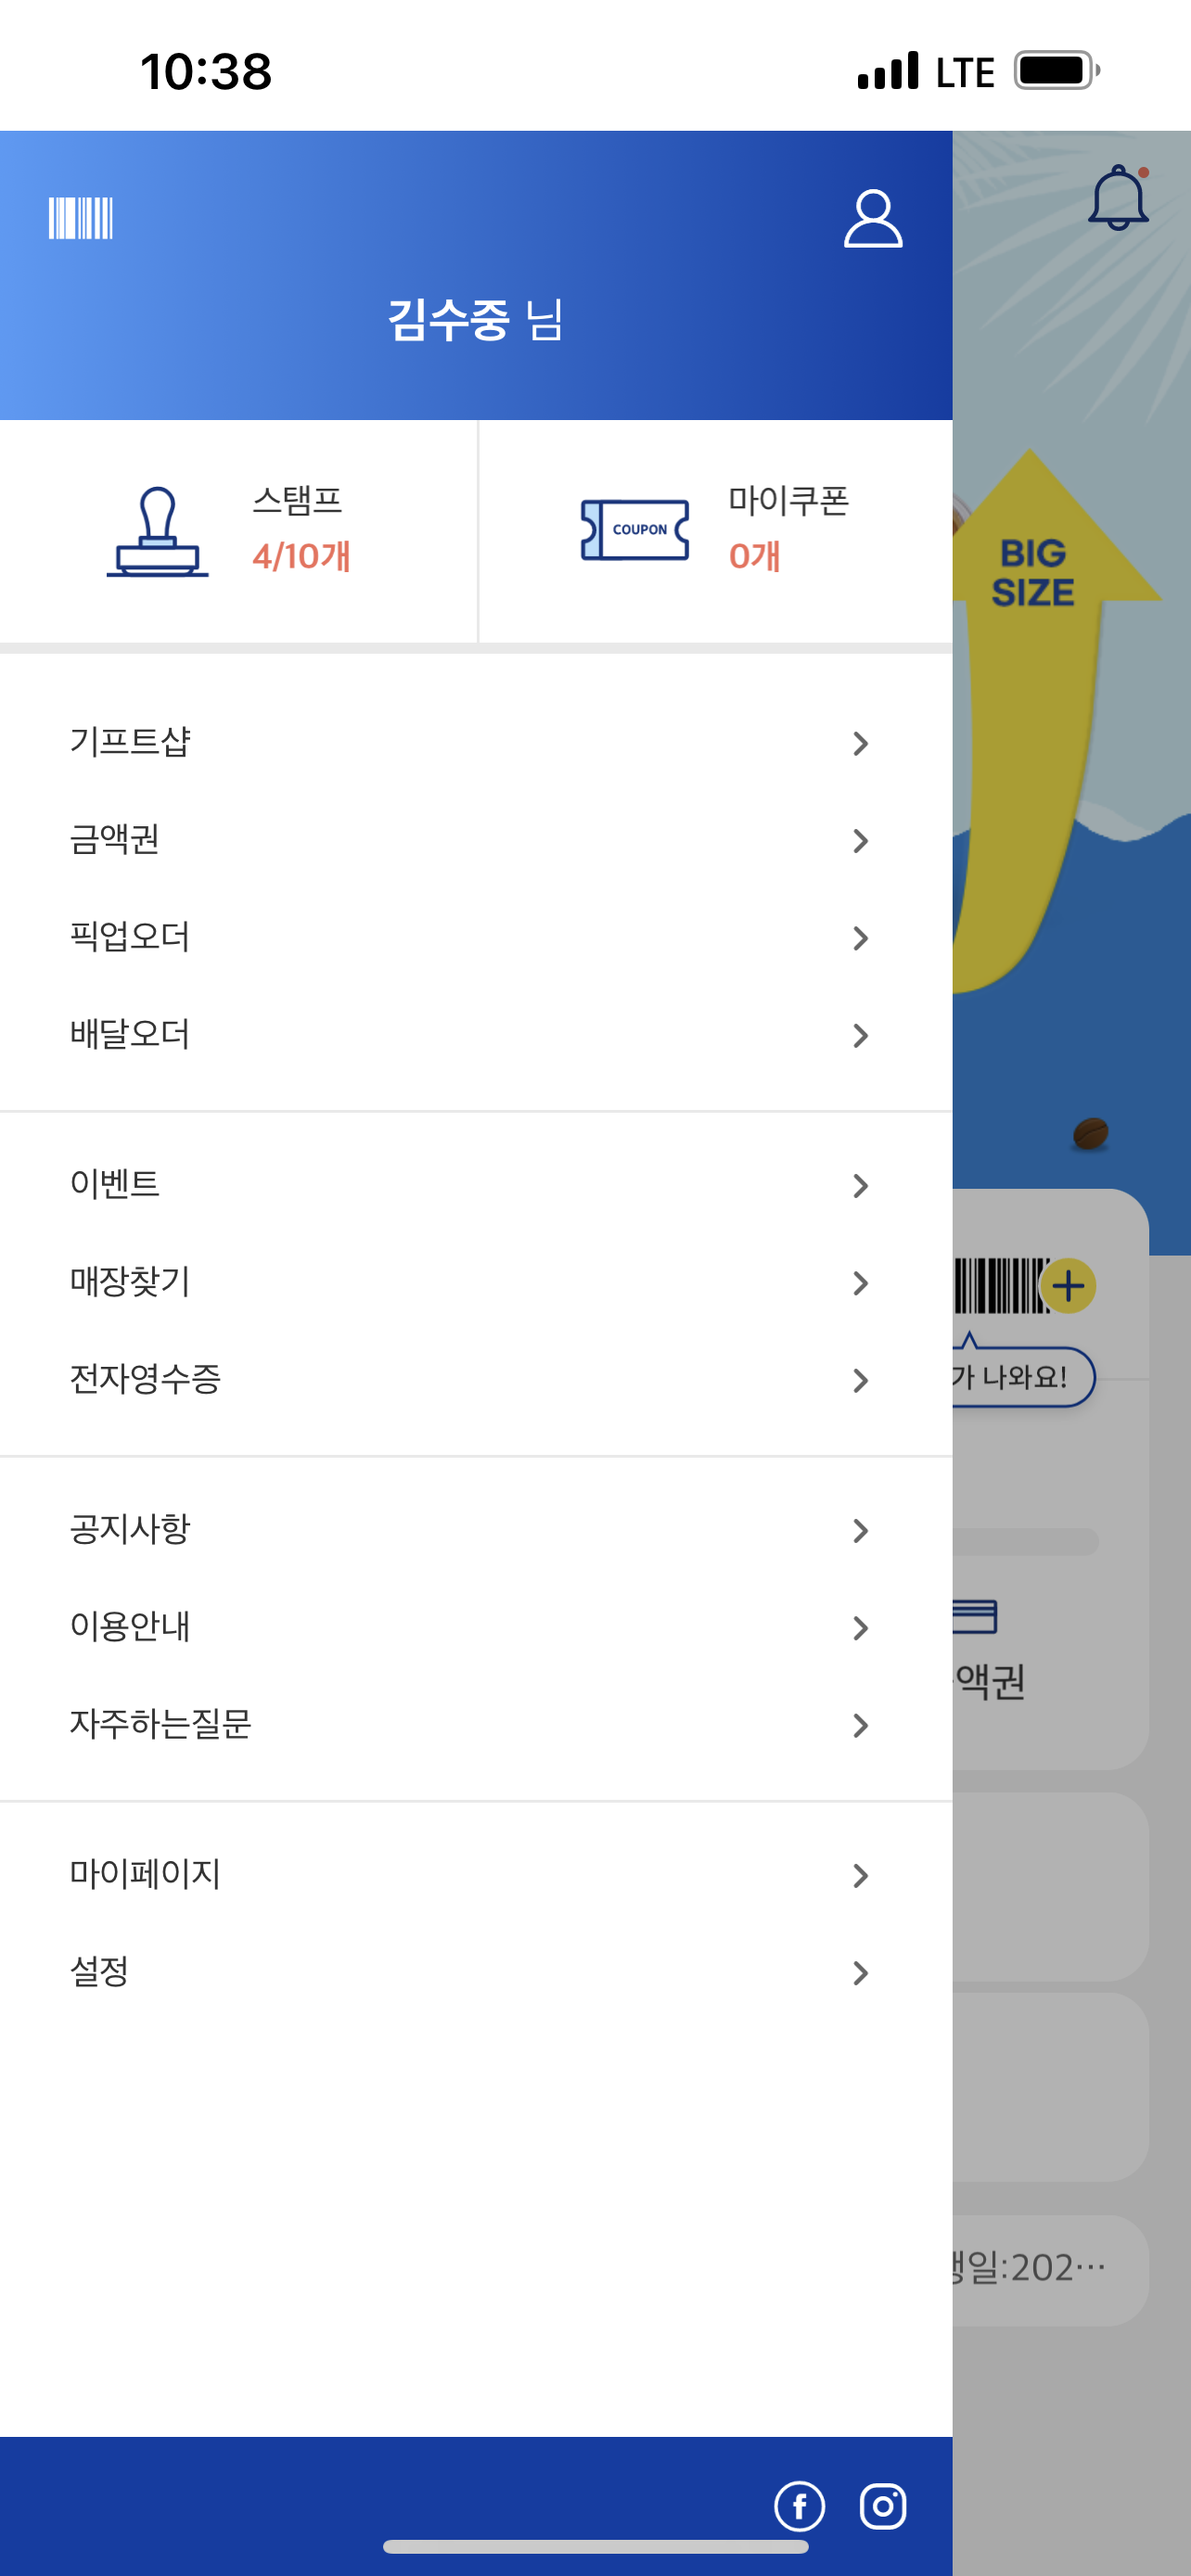 10:38
LTE
김수중 님
스탬프
4/10개
COUPON
마이쿠폰
0개
BIG
SIZE
기프트샵
금액권
픽업오더
배달오더
이벤트
매장찾기
전자영수증
가 나와요!
공지사항
이용안내
자주하는질문
액권
마이페이지
설정
일:202···